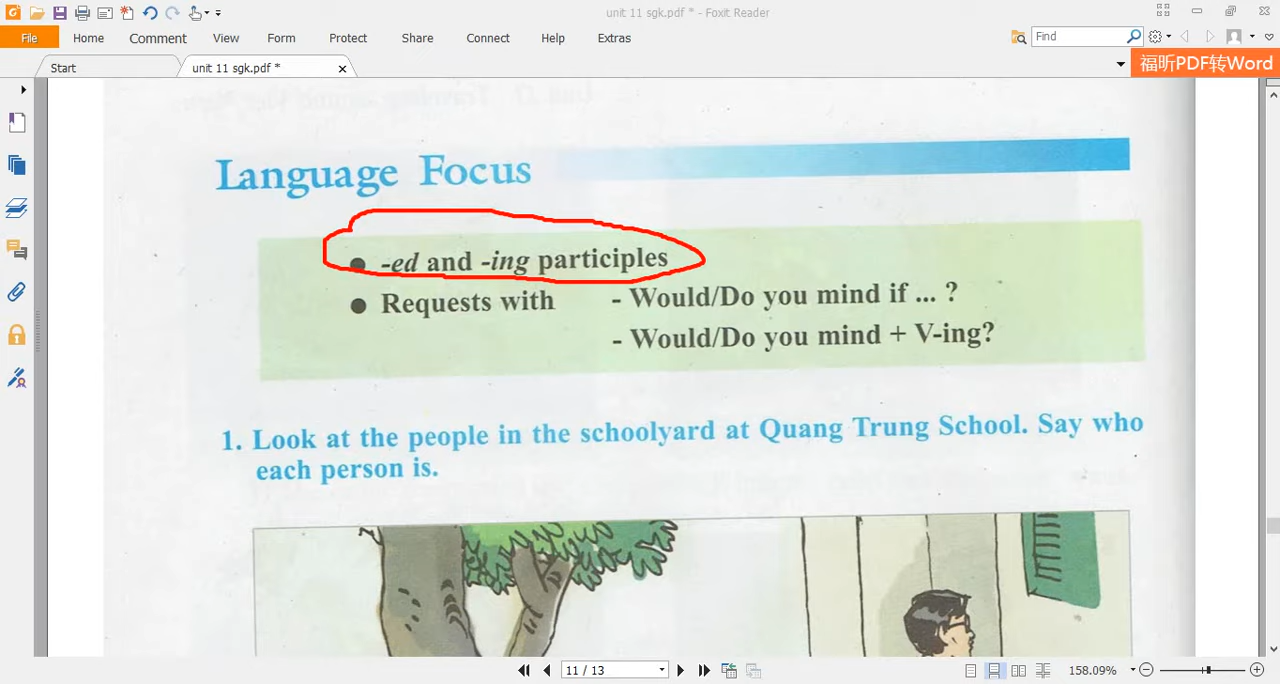 unit 11 sgk.pdf * - Foxit Reader
File Home Comment View Form Protect Share Connect Help Extras Find
Start unit 11 sgk.pdf * 福昕PDF转Word
Language Focus
-ed and -ing participles
Requests with - Would/Do you mind if ... ?
- Would/Do you mind + V-ing?
1. Look at the people in the schoolyard at Quang Trung School. Say who
each person is.
11 / 13 158.09%